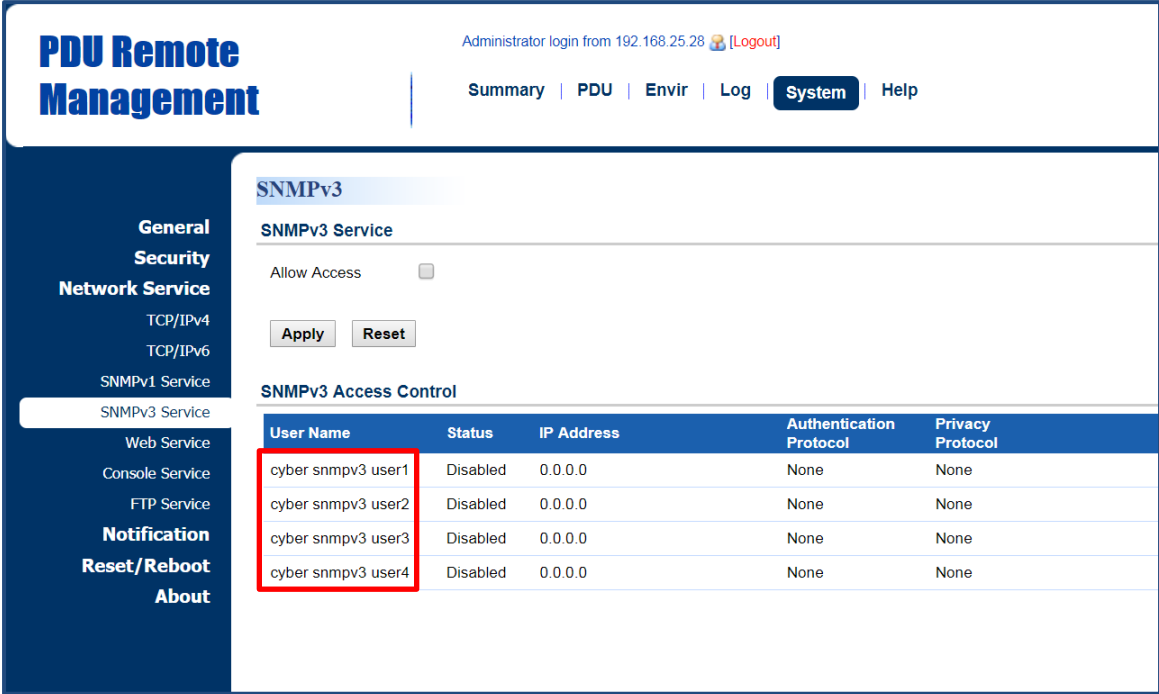 PDU Remote
Management
Administrator login from 192.168.25.28 [Logout]
Summary | PDU | Envir | Log | System | Help
General
Security
Network Service
TCP/IPv4
TCP/IPv6
SNMPv1 Service
SNMPv3 Service
Web Service
Console Service
FTP Service
Notification
Reset/Reboot
About
SNMPv3
SNMPv3 Service
Allow Access
Apply Reset
SNMPv3 Access Control
User Name Status IP Address Authentication Protocol Privacy Protocol
cyber snmpv3 user1 Disabled 0.0.0.0 None None
cyber snmpv3 user2 Disabled 0.0.0.0 None None
cyber snmpv3 user3 Disabled 0.0.0.0 None None
cyber snmpv3 user4 Disabled 0.0.0.0 None None